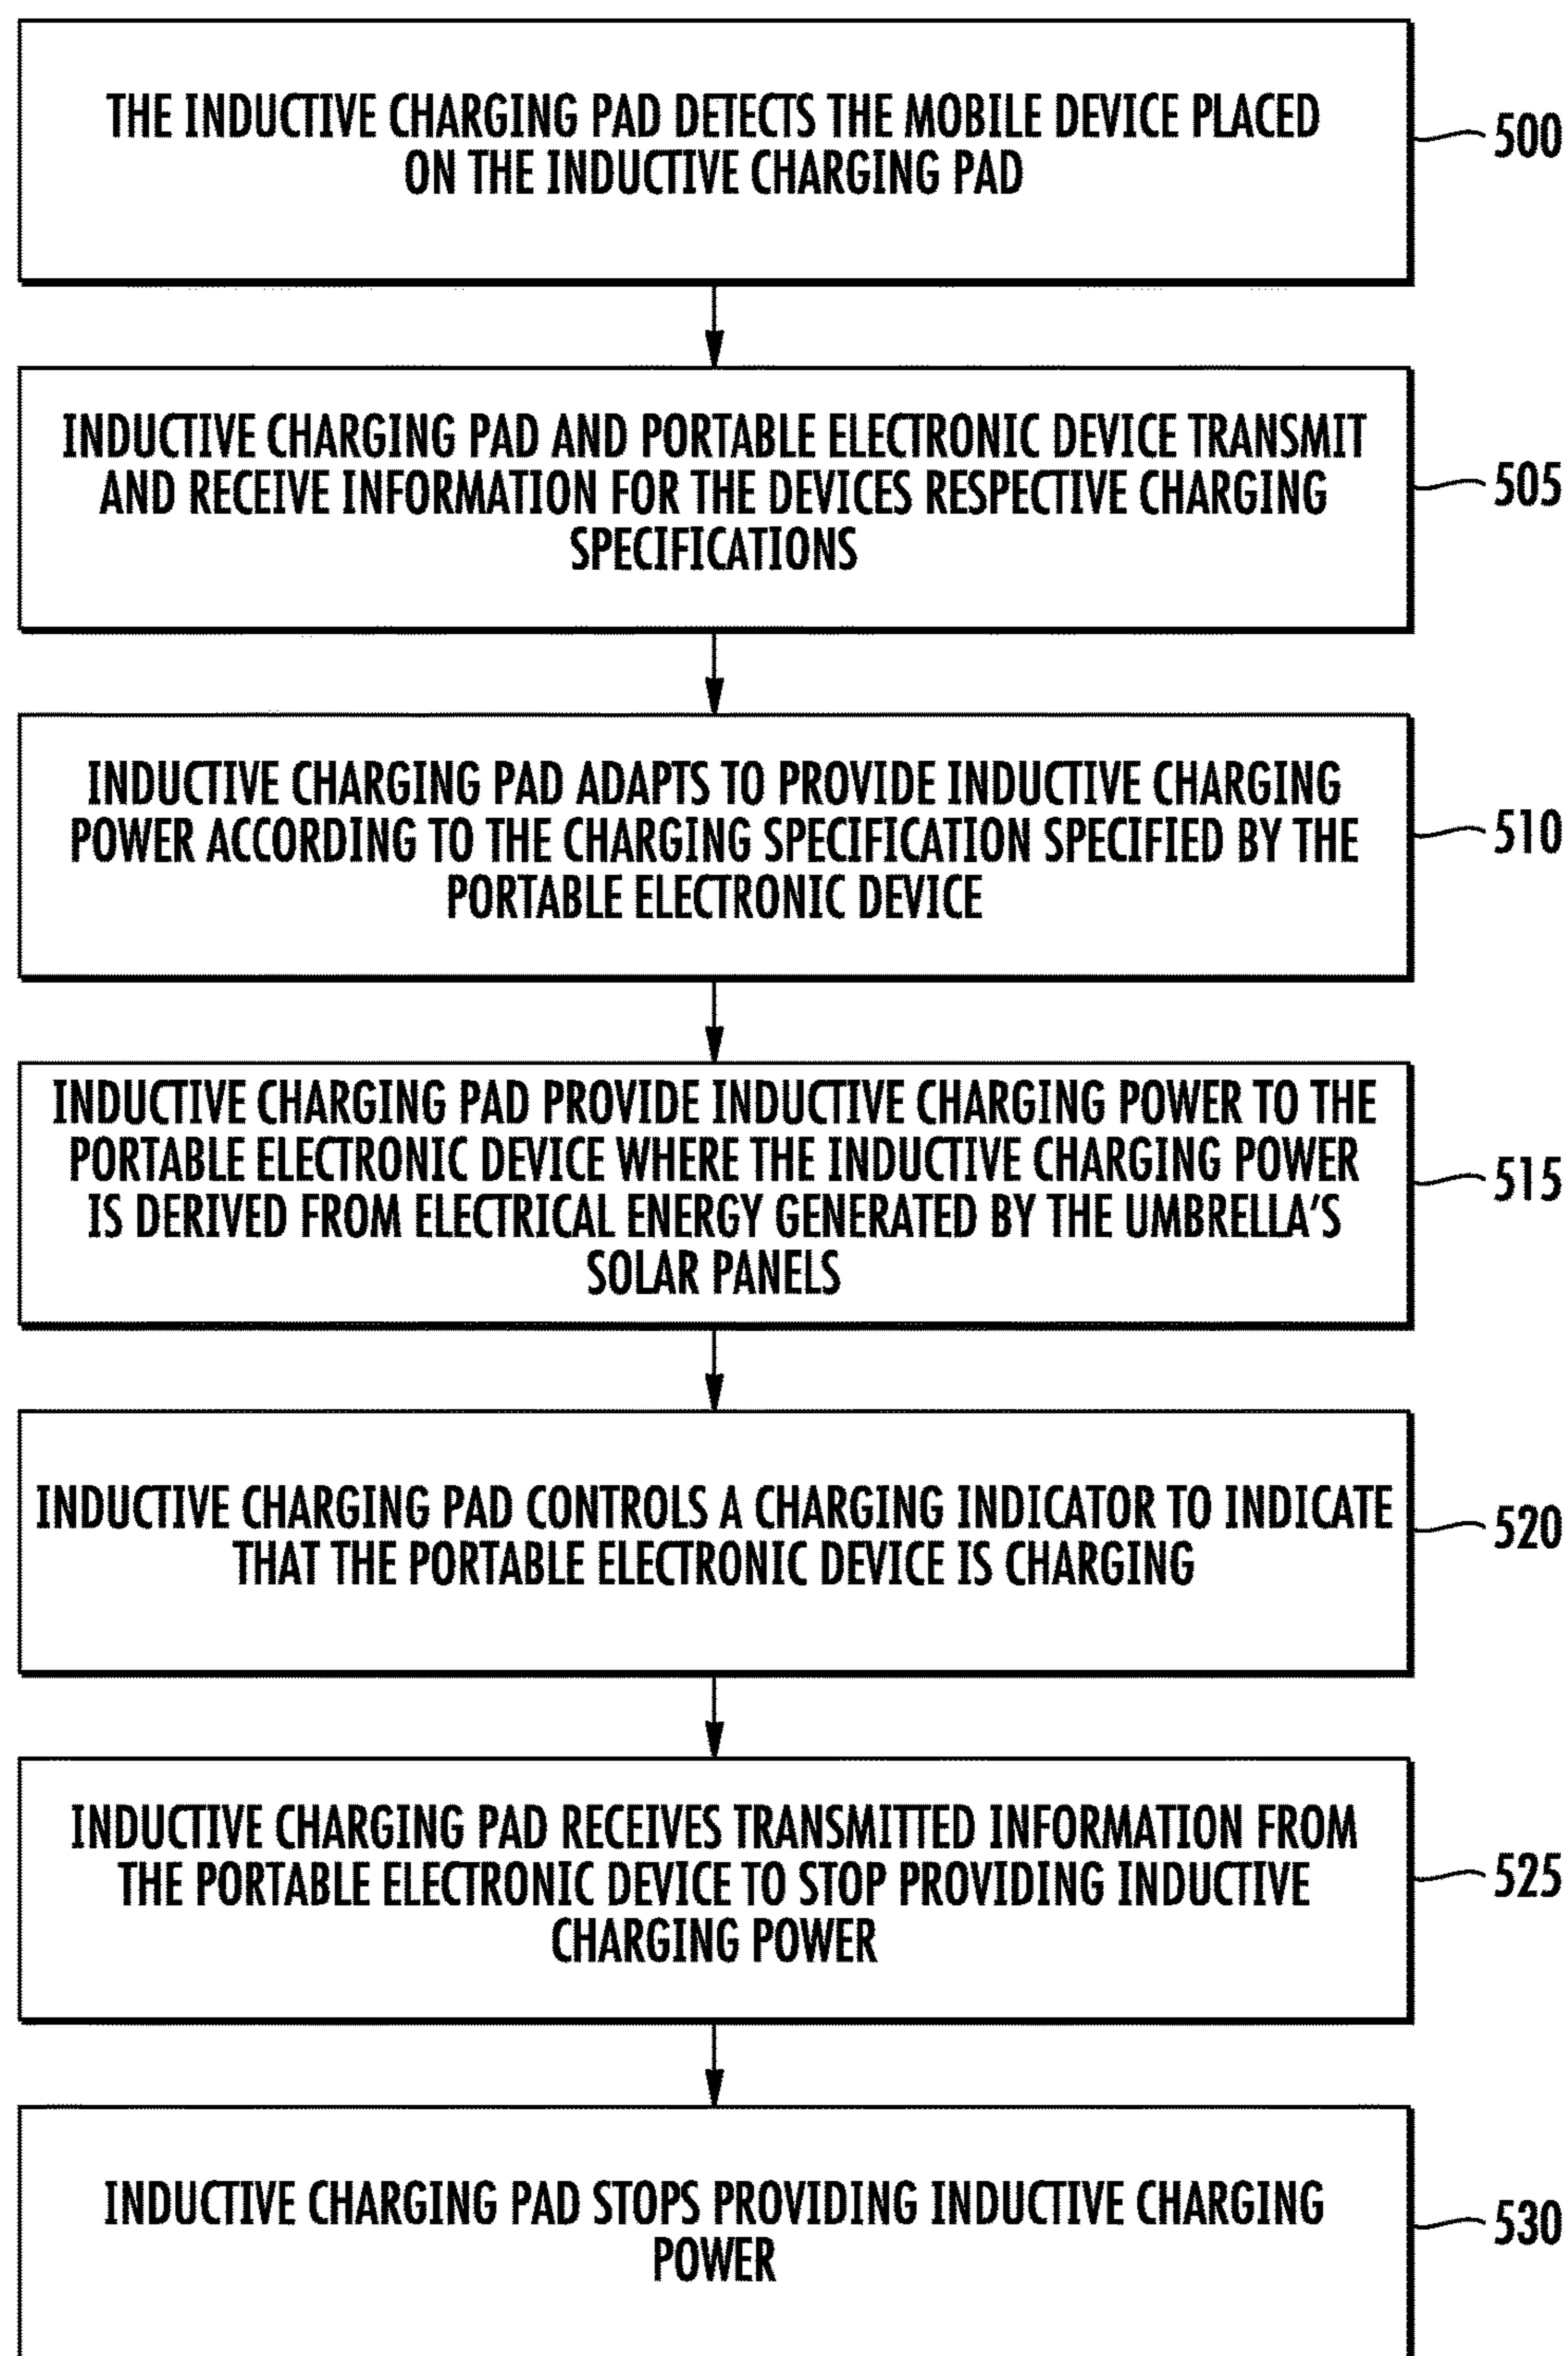 THE INDUCTIVE CHARGING PAD DETECTS THE MOBILE DEVICE PLACED
ON THE INDUCTIVE CHARGING PAD
500
INDUCTIVE CHARGING PAD AND PORTABLE ELECTRONIC DEVICE TRANSMIT
AND RECEIVE INFORMATION FOR THE DEVICES RESPECTIVE CHARGING
SPECIFICATIONS
505
INDUCTIVE CHARGING PAD ADAPTS TO PROVIDE INDUCTIVE CHARGING
POWER ACCORDING TO THE CHARGING SPECIFICATION SPECIFIED BY THE
PORTABLE ELECTRONIC DEVICE
510
INDUCTIVE CHARGING PAD PROVIDE INDUCTIVE CHARGING POWER TO THE
PORTABLE ELECTRONIC DEVICE WHERE THE INDUCTIVE CHARGING POWER
IS DERIVED FROM ELECTRICAL ENERGY GENERATED BY THE UMBRELLA'S
SOLAR PANELS
515
INDUCTIVE CHARGING PAD CONTROLS A CHARGING INDICATOR TO INDICATE
THAT THE PORTABLE ELECTRONIC DEVICE IS CHARGING
520
INDUCTIVE CHARGING PAD RECEIVES TRANSMITTED INFORMATION FROM
THE PORTABLE ELECTRONIC DEVICE TO STOP PROVIDING INDUCTIVE
CHARGING POWER
525
INDUCTIVE CHARGING PAD STOPS PROVIDING INDUCTIVE CHARGING
POWER
530